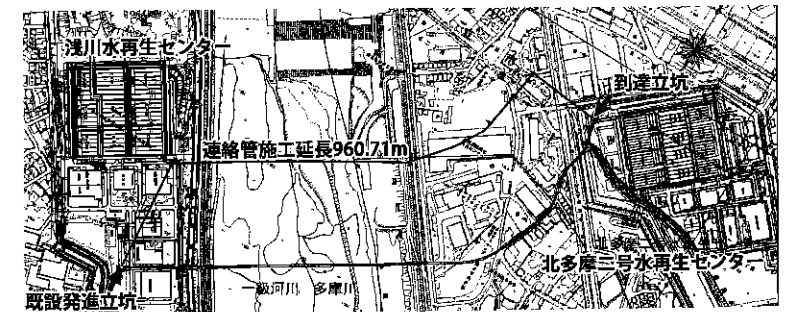 浅川水再生センター
到達立坑
連絡管施工延長960.71m
北多摩二号水再生センター
一級河川 多摩川
既設発進立坑